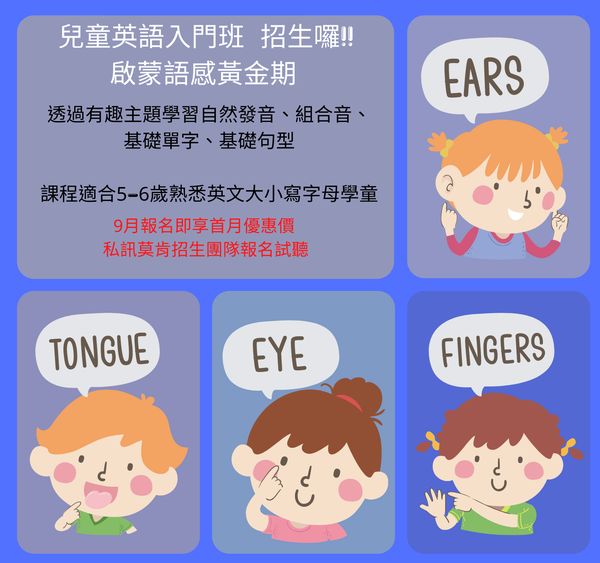 兒童英語入門班 招生囉!!
啟蒙語感黃金期
透過有趣主題學習自然發音、組合音、
基礎單字、基礎句型
課程適合5-6歲熟悉英文大小寫字母學童
9月報名即享首月優惠價
私訊莫肯招生團隊報名試聽
EARS
TONGUE
EYE
FINGERS